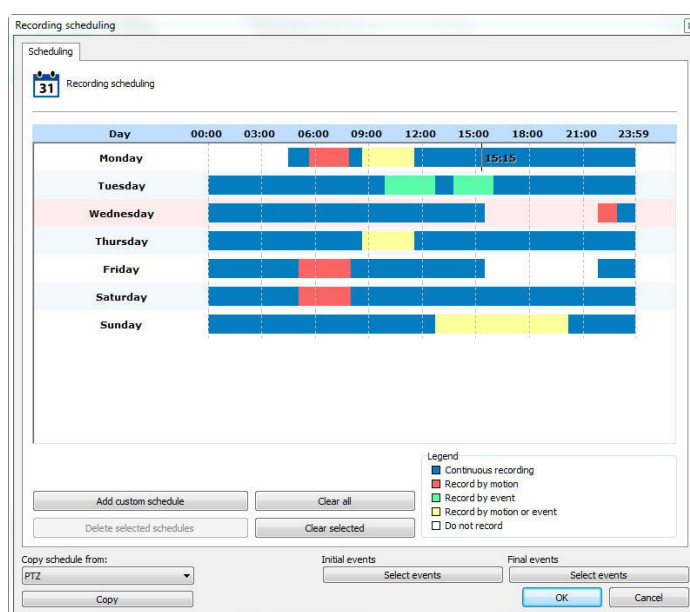 Recording scheduling
Scheduling
31 Recording scheduling
Day 00:00 03:00 06:00 09:00 12:00 15:00 18:00 21:00 23:59
Monday 15:15
Tuesday
Wednesday
Thursday
Friday
Saturday
Sunday
Legend
Continuous recording
Record by motion
Record by event
Record by motion or event
Do not record
Add custom schedule Clear all
Delete selected schedules Clear selected
Copy schedule from: Initial events Final events
PTZ Select events Select events
Copy OK Cancel